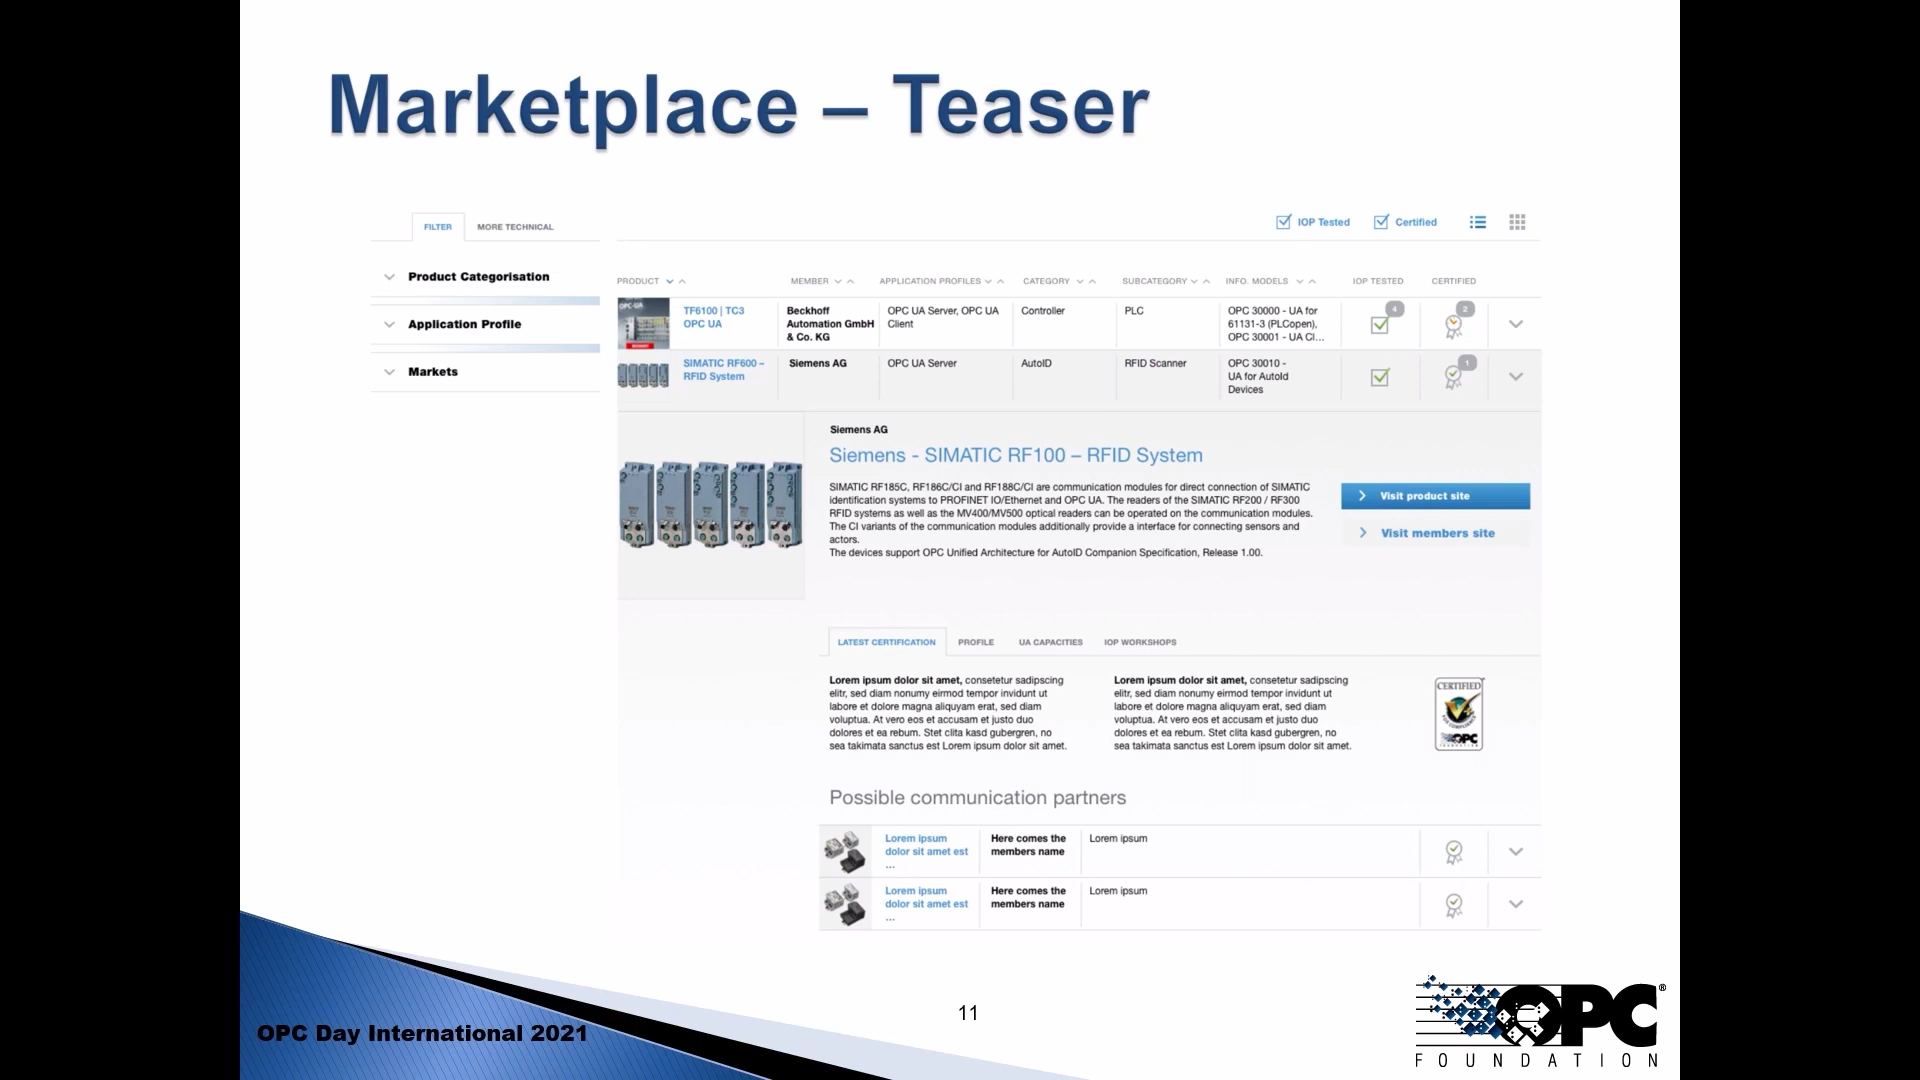 Marketplace – Teaser
FILTER
MORE TECHNICAL
IOP Tested
Certified
Product Categorisation
Application Profile
Markets
PRODUCT
MEMBER
APPLICATION PROFILES
CATEGORY
SUBCATEGORY
INFO. MODELS
IOP TESTED
CERTIFIED
OPC-UA
TF6100 | TC3
OPC UA
Beckhoff
Automation GmbH
& Co. KG
OPC UA Server, OPC UA
Client
Controller
PLC
OPC 30000 - UA for
61131-3 (PLCopen),
OPC 30001 - UA Cl...
4
2
SIMATIC RF600 –
RFID System
Siemens AG
OPC UA Server
AutoID
RFID Scanner
OPC 30010 -
UA for AutoId
Devices
1
Siemens AG
Siemens - SIMATIC RF100 – RFID System
SIMATIC RF185C, RF186C/CI and RF188C/CI are communication modules for direct connection of SIMATIC
identification systems to PROFINET IO/Ethernet and OPC UA. The readers of the SIMATIC RF200 / RF300
RFID systems as well as the MV400/MV500 optical readers can be operated on the communication modules.
The CI variants of the communication modules additionally provide a interface for connecting sensors and
actors.
The devices support OPC Unified Architecture for AutoID Companion Specification, Release 1.00.
Visit product site
Visit members site
LATEST CERTIFICATION
PROFILE
UA CAPACITIES
IOP WORKSHOPS
Lorem ipsum dolor sit amet, consetetur sadipscing
elitr, sed diam nonumy eirmod tempor invidunt ut
labore et dolore magna aliquyam erat, sed diam
voluptua. At vero eos et accusam et justo duo
dolores et ea rebum. Stet clita kasd gubergren, no
sea takimata sanctus est Lorem ipsum dolor sit amet.
Lorem ipsum dolor sit amet, consetetur sadipscing
elitr, sed diam nonumy eirmod tempor invidunt ut
labore et dolore magna aliquyam erat, sed diam
voluptua. At vero eos et accusam et justo duo
dolores et ea rebum. Stet clita kasd gubergren, no
sea takimata sanctus est Lorem ipsum dolor sit amet.
CERTIFIED
FOR COMPLIANCE
OPC
FOUNDATION
Possible communication partners
Lorem ipsum
dolor sit amet est
...
Here comes the
members name
Lorem ipsum
Lorem ipsum
dolor sit amet est
...
Here comes the
members name
Lorem ipsum
OPC Day International 2021
11
OPC®
FOUNDATION